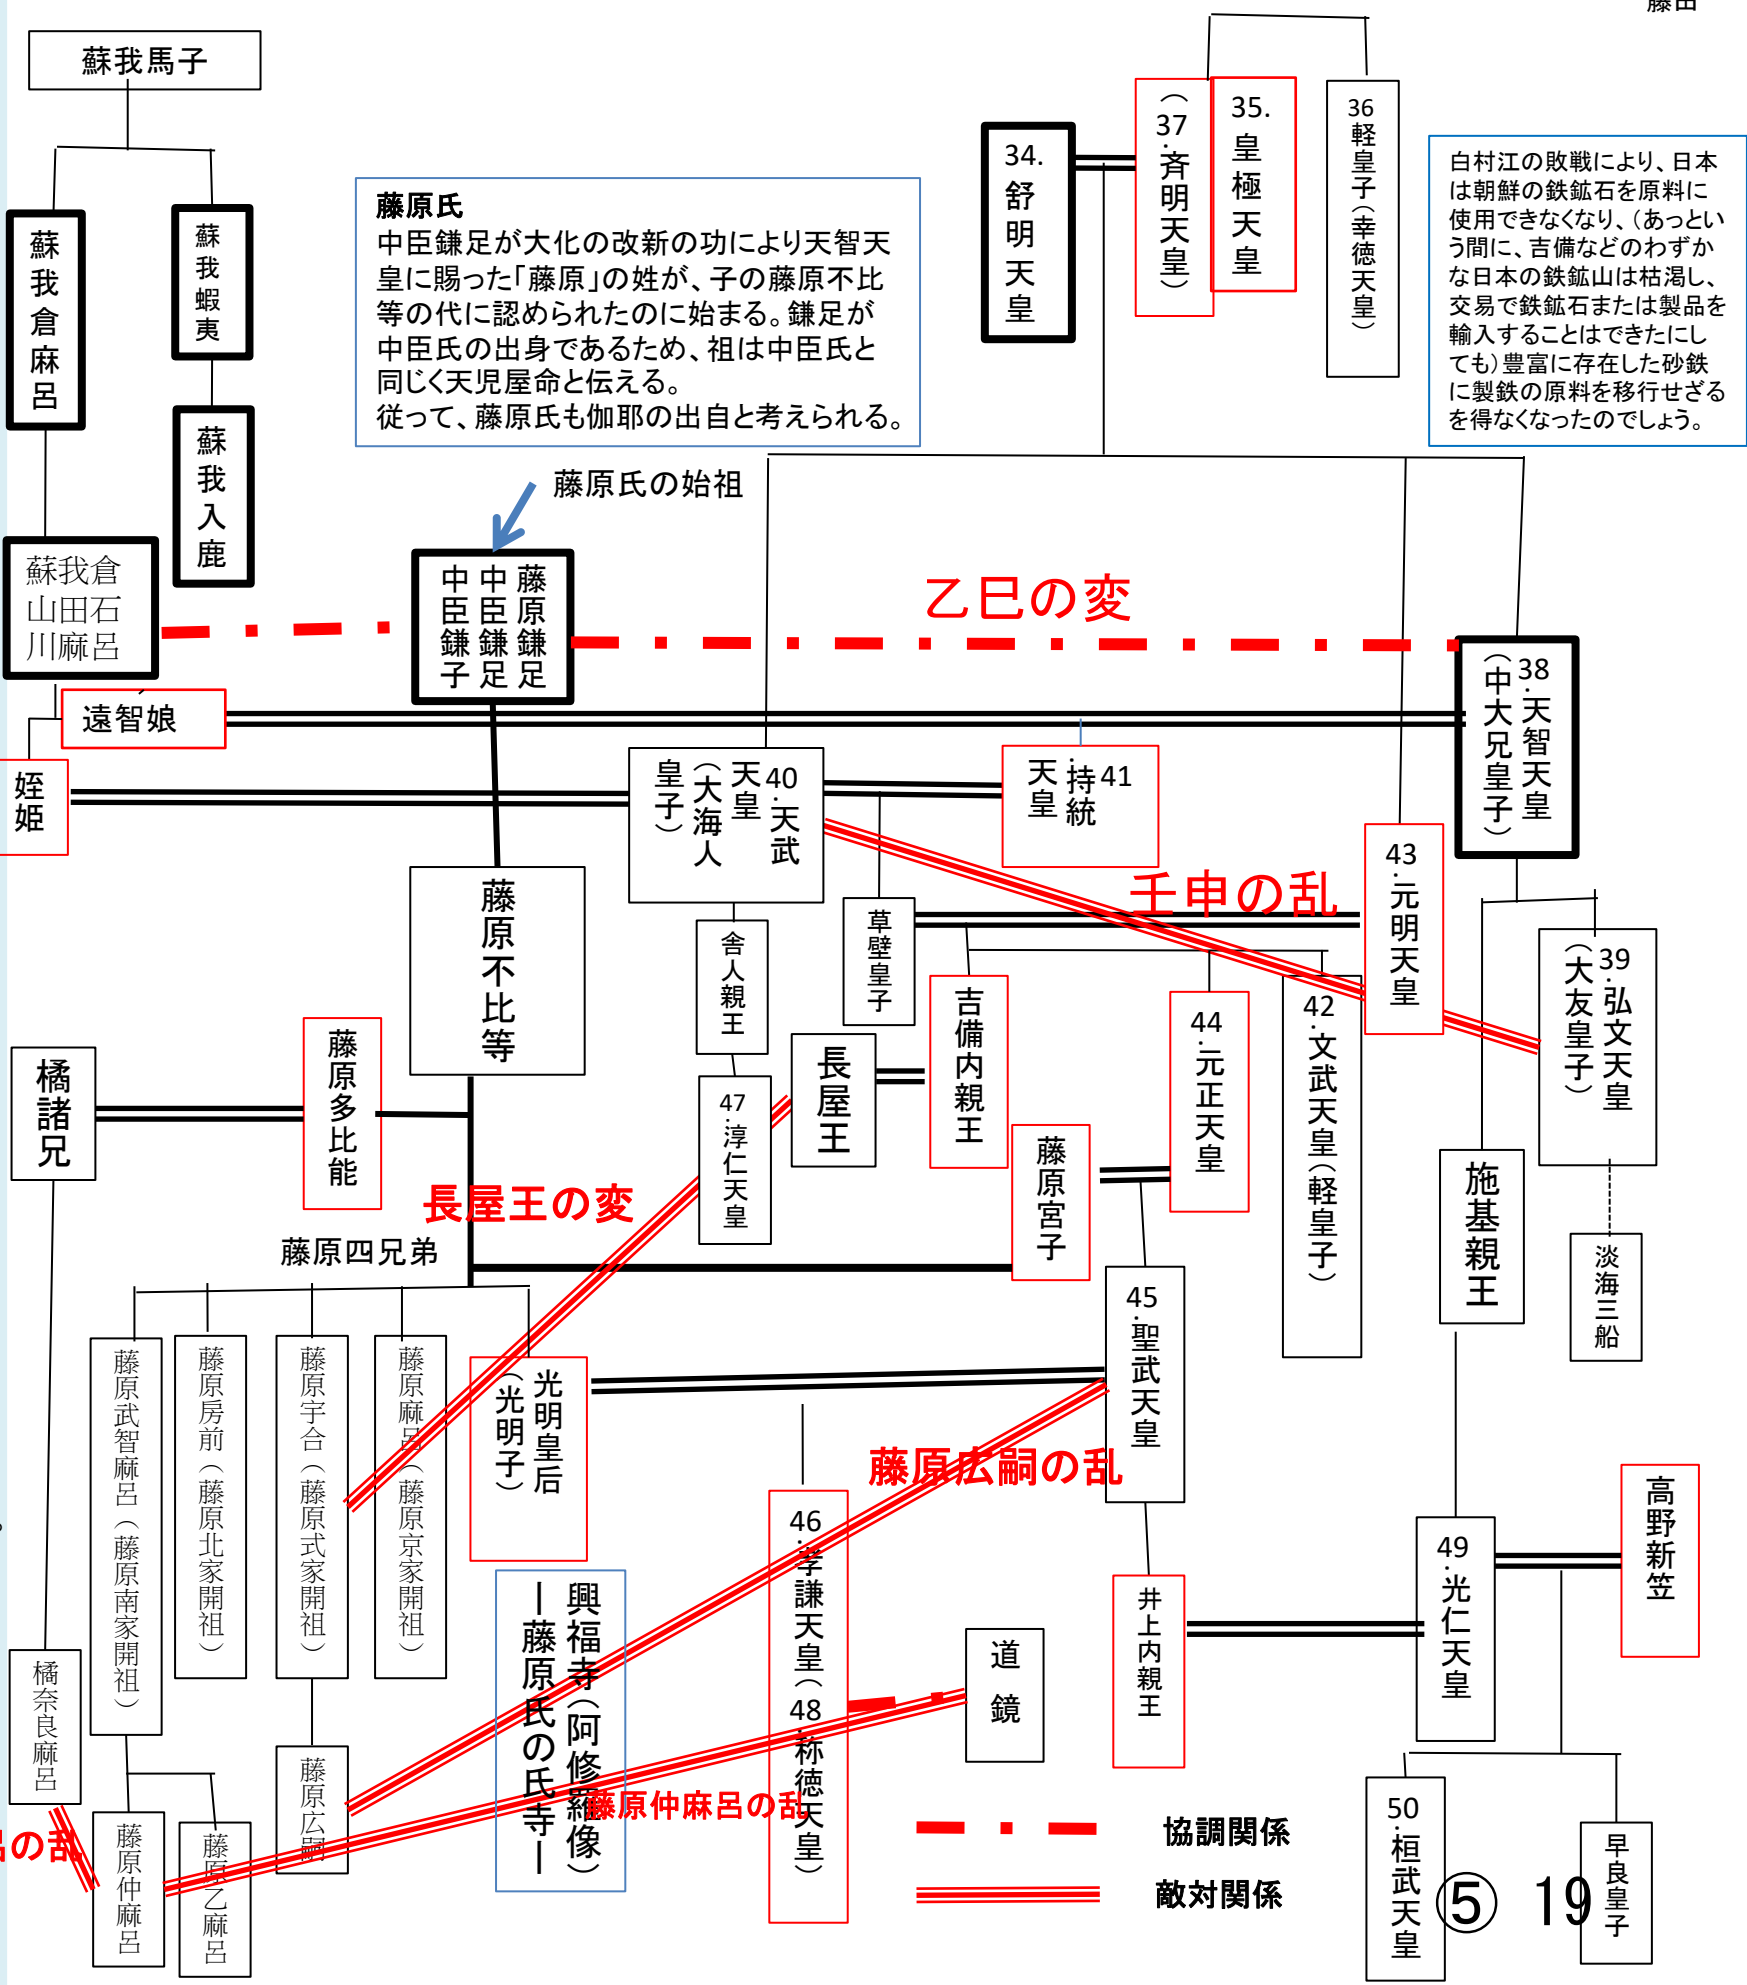 藤田
蘇我馬子
蘇我倉麻呂
蘇我蝦夷
蘇我入鹿
蘇我倉
山田石
川麻呂
遠智娘
姪姫
藤原氏
中臣鎌足が大化の改新の功により天智天
皇に賜った「藤原」の姓が、子の藤原不比
等の代に認められたのに始まる。鎌足が
中臣氏の出身であるため、祖は中臣氏と
同じく天児屋命と伝える。
従って、藤原氏も伽耶の出自と考えられる。
藤原氏の始祖
藤原鎌足
中臣鎌足
中臣鎌子
34.舒明天皇
35.皇極天皇
（37.斉明天皇）
36軽皇子（幸徳天皇）
白村江の敗戦により、日本
は朝鮮の鉄鉱石を原料に
使用できなくなり、（あっとい
う間に、吉備などのわずか
な日本の鉄鉱山は枯渇し、
交易で鉄鉱石または製品を
輸入することはできたにし
ても）豊富に存在した砂鉄
に製鉄の原料を移行せざる
を得なくなったのでしょう。
乙巳の変
38.天智天皇
（中大兄皇子）
40.天武
天皇
（大海人
皇子）
41
.持統
天皇
壬申の乱
43.元明天皇
39.弘文天皇
（大友皇子）
藤原不比等
舎人親王
草壁皇子
吉備内親王
44.元正天皇
42.文武天皇（軽皇子）
長屋王
47.淳仁天皇
藤原宮子
橘諸兄
藤原多比能
長屋王の変
藤原四兄弟
施基親王
淡海三船
藤原武智麻呂（藤原南家開祖）
藤原房前（藤原北家開祖）
藤原宇合（藤原式家開祖）
藤原麻呂（藤原京家開祖）
光明皇后
（光明子）
45.聖武天皇
藤原広嗣の乱
46.孝謙天皇（48.称徳天皇）
道鏡
井上内親王
49.光仁天皇
高野新笠
興福寺（阿修羅像）
ー藤原氏の氏寺ー
橘奈良麻呂
呂の乱
藤原仲麻呂
藤原乙麻呂
藤原広嗣
藤原仲麻呂の乱
協調関係
敵対関係
50.桓武天皇
早良皇子
⑤ 19